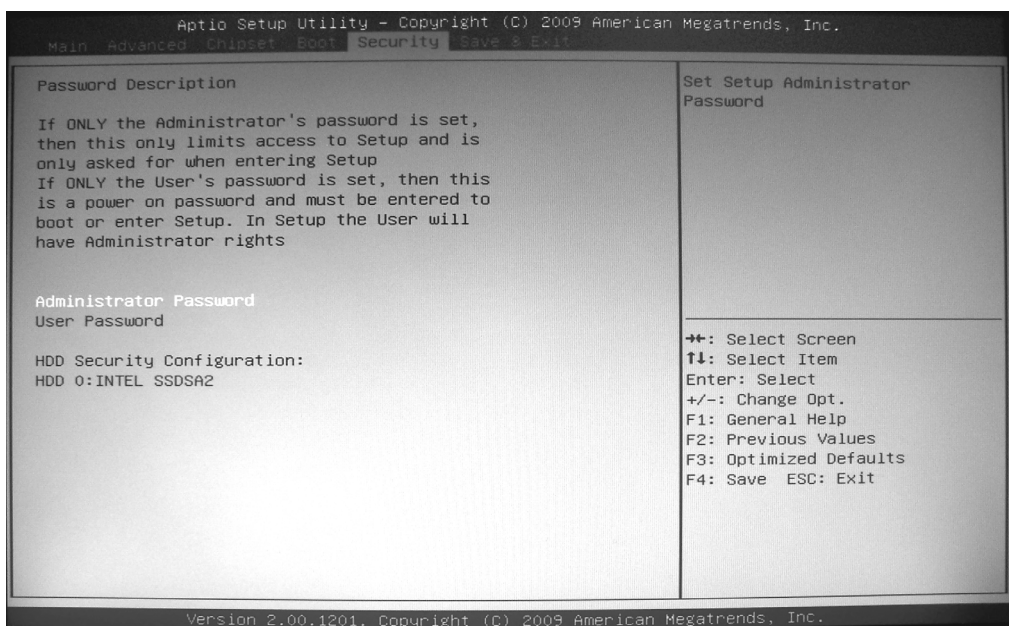 Aptio Setup Utility – Copyright (C) 2009 American Megatrends, Inc.
Main Advanced Chipset Boot Security Save & Exit
Password Description
If ONLY the Administrator's password is set,
then this only limits access to Setup and is
only asked for when entering Setup
If ONLY the User's password is set, then this
is a power on password and must be entered to
boot or enter Setup. In Setup the User will
have Administrator rights
Administrator Password
User Password
HDD Security Configuration:
HDD 0:INTEL SSDSA2
Set Setup Administrator
Password
→←: Select Screen
↑↓: Select Item
Enter: Select
+/-: Change Opt.
F1: General Help
F2: Previous Values
F3: Optimized Defaults
F4: Save ESC: Exit
Version 2.00.1201. Copyright (C) 2009 American Megatrends, Inc.